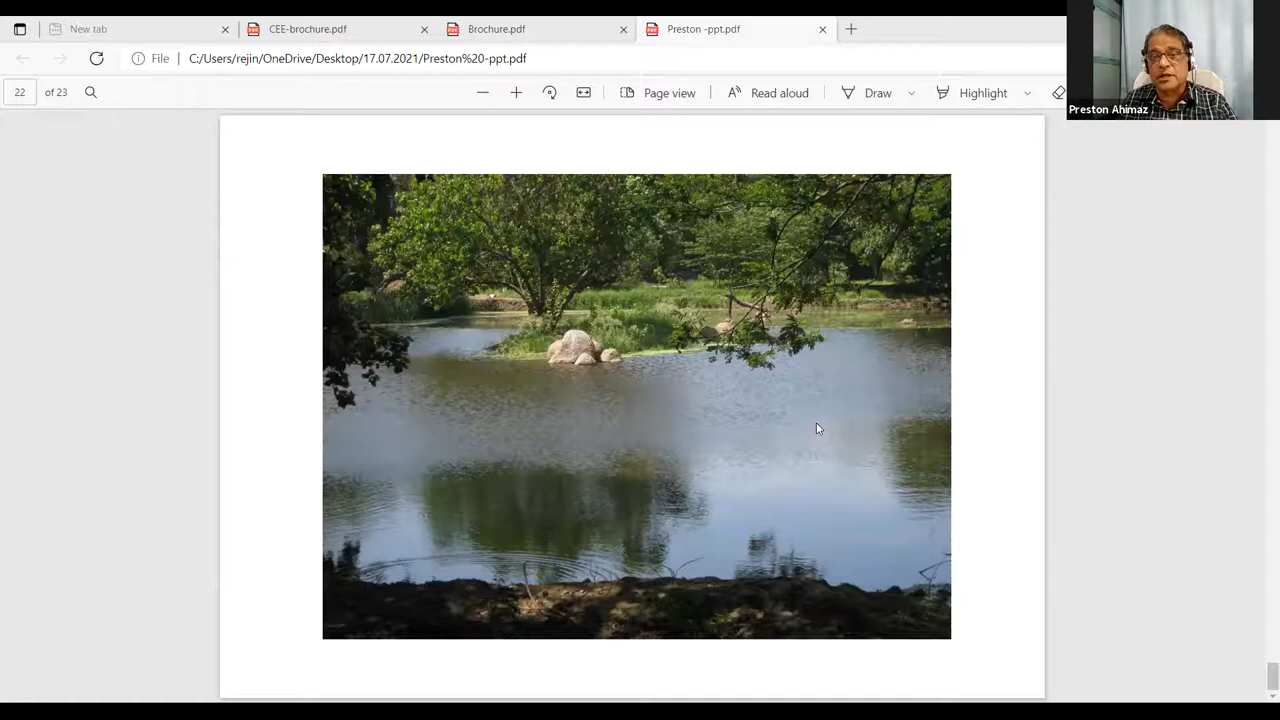 New tab
CEE-brochure.pdf
Brochure.pdf
Preston -ppt.pdf
File
C:/Users/rejin/OneDrive/Desktop/17.07.2021/Preston%20-ppt.pdf
22 of 23
Page view
Read aloud
Draw
Highlight
Preston Ahimaz